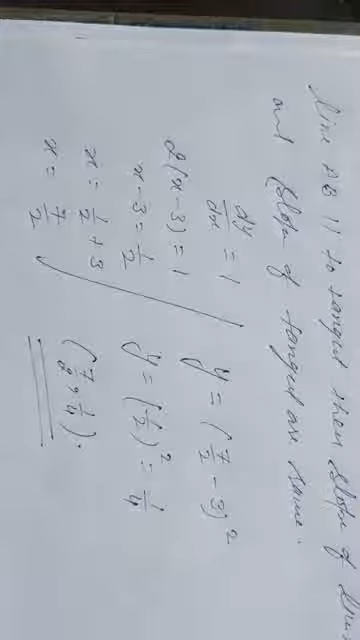 line AB || to tangent then slope of line
and slope of tangent are same.
dy/dx = 1
2(x-3) = 1
x-3 = 1/2
x = 1/2 + 3
x = 7/2
y = (7/2 - 3)^2
y = (1/2)^2 = 1/4
(7/2, 1/4).